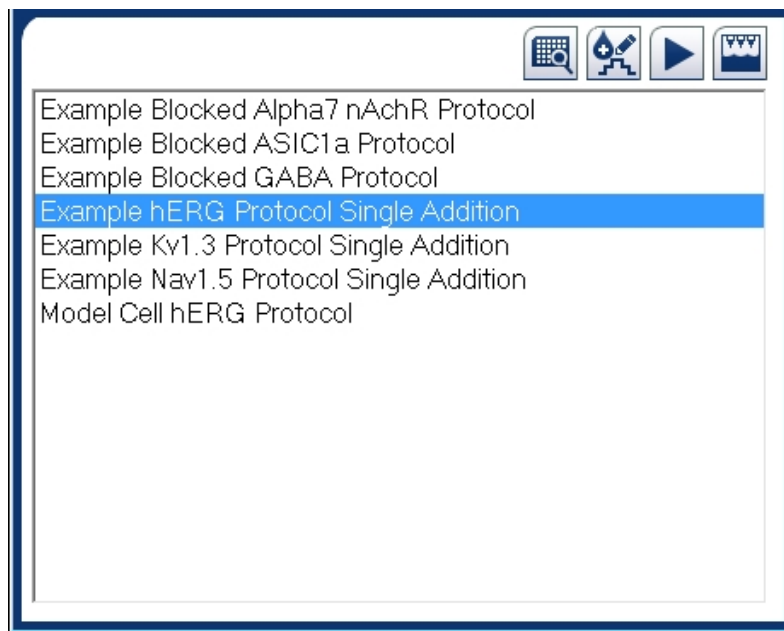 Example Blocked Alpha7 nAchR Protocol
Example Blocked ASIC1a Protocol
Example Blocked GABA Protocol
Example hERG Protocol Single Addition
Example Kv1.3 Protocol Single Addition
Example Nav1.5 Protocol Single Addition
Model Cell hERG Protocol